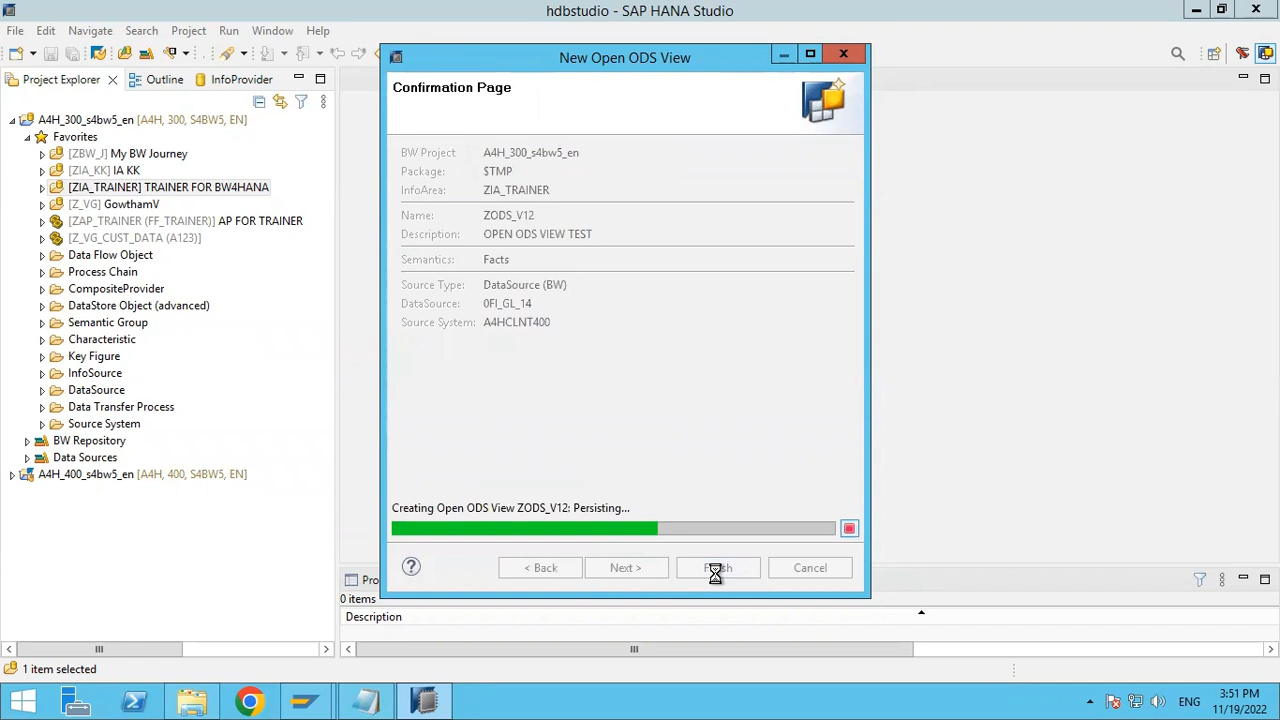 hdbstudio - SAP HANA Studio
File Edit Navigate Search Project Run Window Help
Project Explorer Outline InfoProvider
A4H_300_s4bw5_en [A4H, 300, S4BW5, EN]
Favorites
[ZBW_J] My BW Journey
[ZIA_KK] IA KK
[ZIA_TRAINER] TRAINER FOR BW4HANA
[Z_VG] GowthamV
[ZAP_TRAINER (FF_TRAINER)] AP FOR TRAINER
[Z_VG_CUST_DATA (A123)]
Data Flow Object
Process Chain
CompositeProvider
DataStore Object (advanced)
Semantic Group
Characteristic
Key Figure
InfoSource
DataSource
Data Transfer Process
Source System
BW Repository
Data Sources
A4H_400_s4bw5_en [A4H, 400, S4BW5, EN]
New Open ODS View
Confirmation Page
BW Project A4H_300_s4bw5_en
Package: $TMP
InfoArea: ZIA_TRAINER
Name: ZODS_V12
Description: OPEN ODS VIEW TEST
Semantics: Facts
Source Type: DataSource (BW)
DataSource: 0FI_GL_14
Source System: A4HCLNT400
Creating Open ODS View ZODS_V12: Persisting...
< Back Next > Cancel
0 items
Description
1 item selected
ENG
3:51 PM
11/19/2022